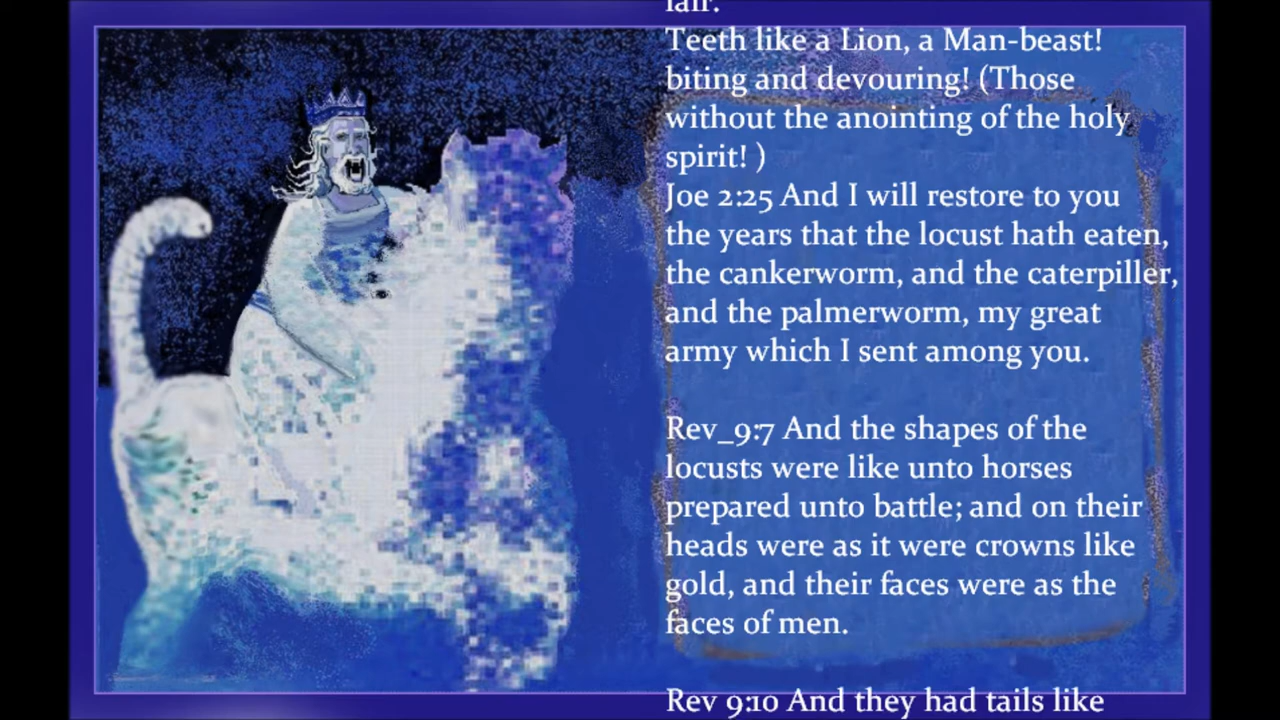 lair.
Teeth like a Lion, a Man-beast!
biting and devouring! (Those
without the anointing of the holy
spirit! )
Joe 2:25 And I will restore to you
the years that the locust hath eaten,
the cankerworm, and the caterpiller,
and the palmerworm, my great
army which I sent among you.
Rev_9:7 And the shapes of the
locusts were like unto horses
prepared unto battle; and on their
heads were as it were crowns like
gold, and their faces were as the
faces of men.
Rev 9:10 And they had tails like